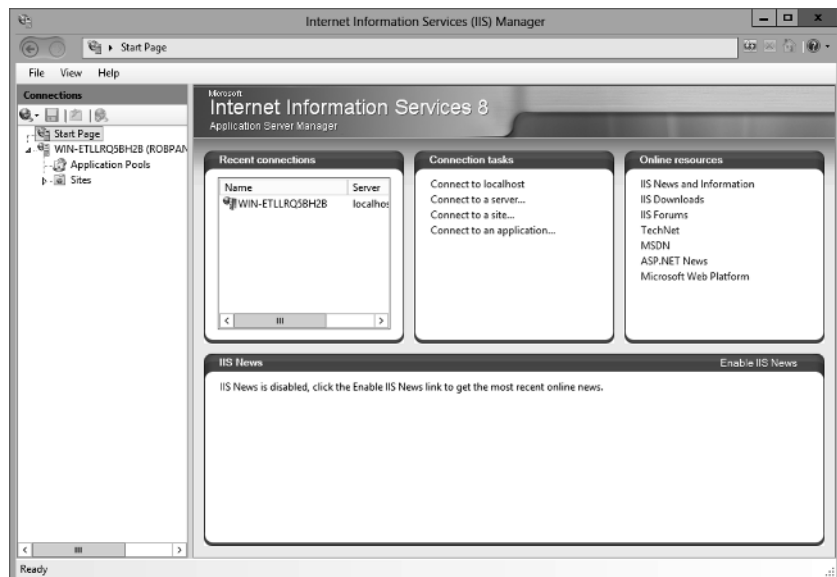 Internet Information Services (IIS) Manager
Start Page
File View Help
Connections
Start Page
WIN-ETLLRQ5BH2B (ROBPAN
Application Pools
Sites
Microsoft
Internet Information Services 8
Application Server Manager
Recent connections
Name Server
WIN-ETLLRQ5BH2B localhos
Connection tasks
Connect to localhost
Connect to a server...
Connect to a site...
Connect to an application...
Online resources
IIS News and Information
IIS Downloads
IIS Forums
TechNet
MSDN
ASP.NET News
Microsoft Web Platform
IIS News Enable IIS News
IIS News is disabled, click the Enable IIS News link to get the most recent online news.
Ready